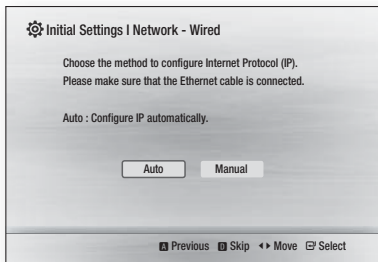 Initial Settings I Network - Wired
Choose the method to configure Internet Protocol (IP).
Please make sure that the Ethernet cable is connected.
Auto : Configure IP automatically.
Auto Manual
A Previous D Skip Move Select